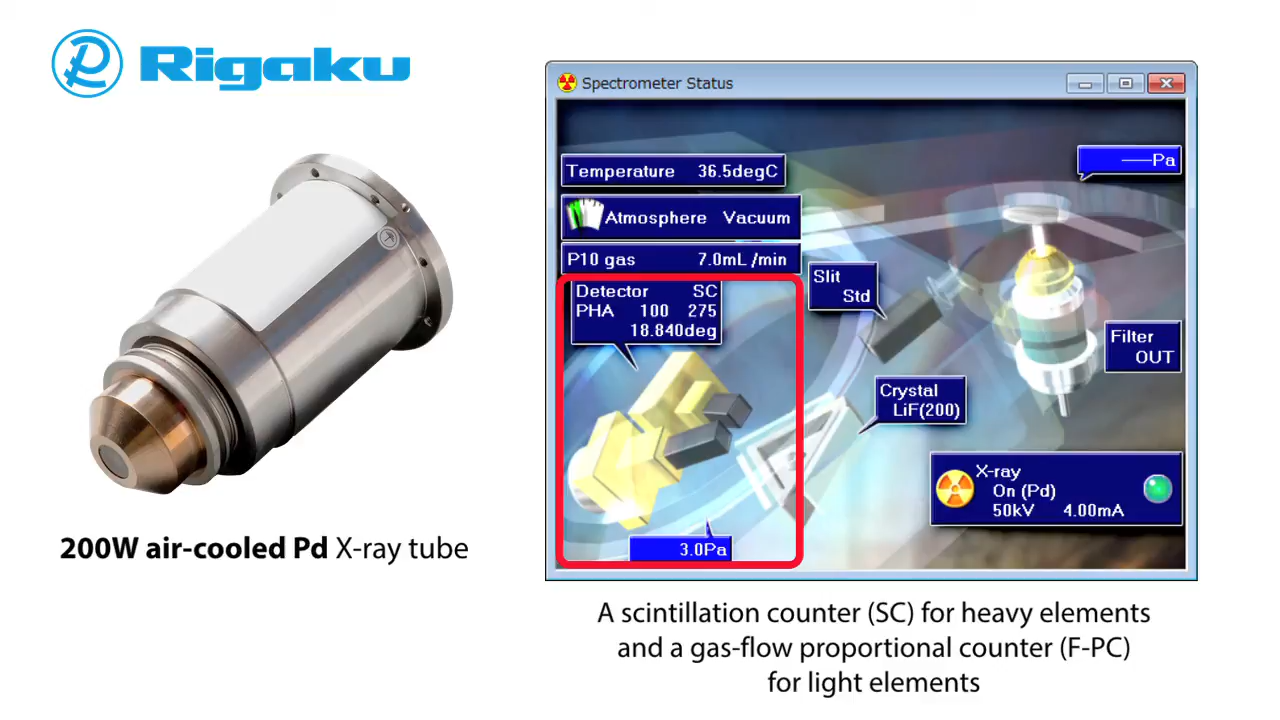 Rigaku
Spectrometer Status
Temperature 36.5degC
——Pa
Atmosphere Vacuum
P10 gas 7.0mL /min
Detector SC
PHA 100 275
18.840deg
Slit
Std
Filter
OUT
Crystal
LiF(200)
X-ray
On (Pd)
50kV 4.00mA
3.0Pa
200W air-cooled Pd X-ray tube
A scintillation counter (SC) for heavy elements
and a gas-flow proportional counter (F-PC)
for light elements